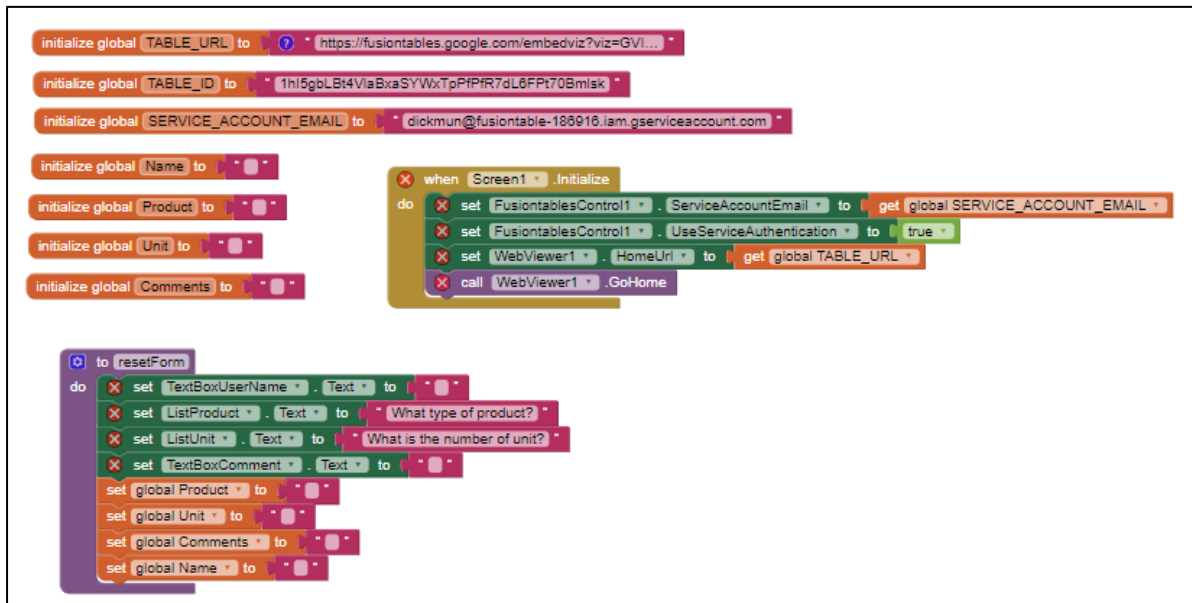 initialize global TABLE_URL to " https://fusiontables.google.com/embedviz?viz=GVI... "
initialize global TABLE_ID to " 1hI5gbLBt4VlaBxaSYWxTpPfPfR7dL6FPt70Bmlsk "
initialize global SERVICE_ACCOUNT_EMAIL to " dickmun@fusiontable-186916.iam.gserviceaccount.com "
initialize global Name to " "
initialize global Product to " "
initialize global Unit to " "
initialize global Comments to " "
when Screen1 .Initialize
do set FusiontablesControl1 . ServiceAccountEmail to get global SERVICE_ACCOUNT_EMAIL
set FusiontablesControl1 . UseServiceAuthentication to true
set WebViewer1 . HomeUrl to get global TABLE_URL
call WebViewer1 .GoHome
to resetForm
do set TextBoxUserName . Text to " "
set ListProduct . Text to " What type of product? "
set ListUnit . Text to " What is the number of unit? "
set TextBoxComment . Text to " "
set global Product to " "
set global Unit to " "
set global Comments to " "
set global Name to " "